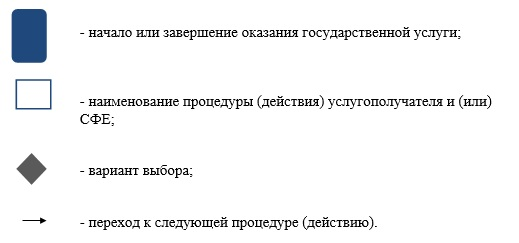 - начало или завершение оказания государственной услуги;
- наименование процедуры (действия) услугополучателя и (или)
СФЕ;
- вариант выбора;
- переход к следующей процедуре (действию).